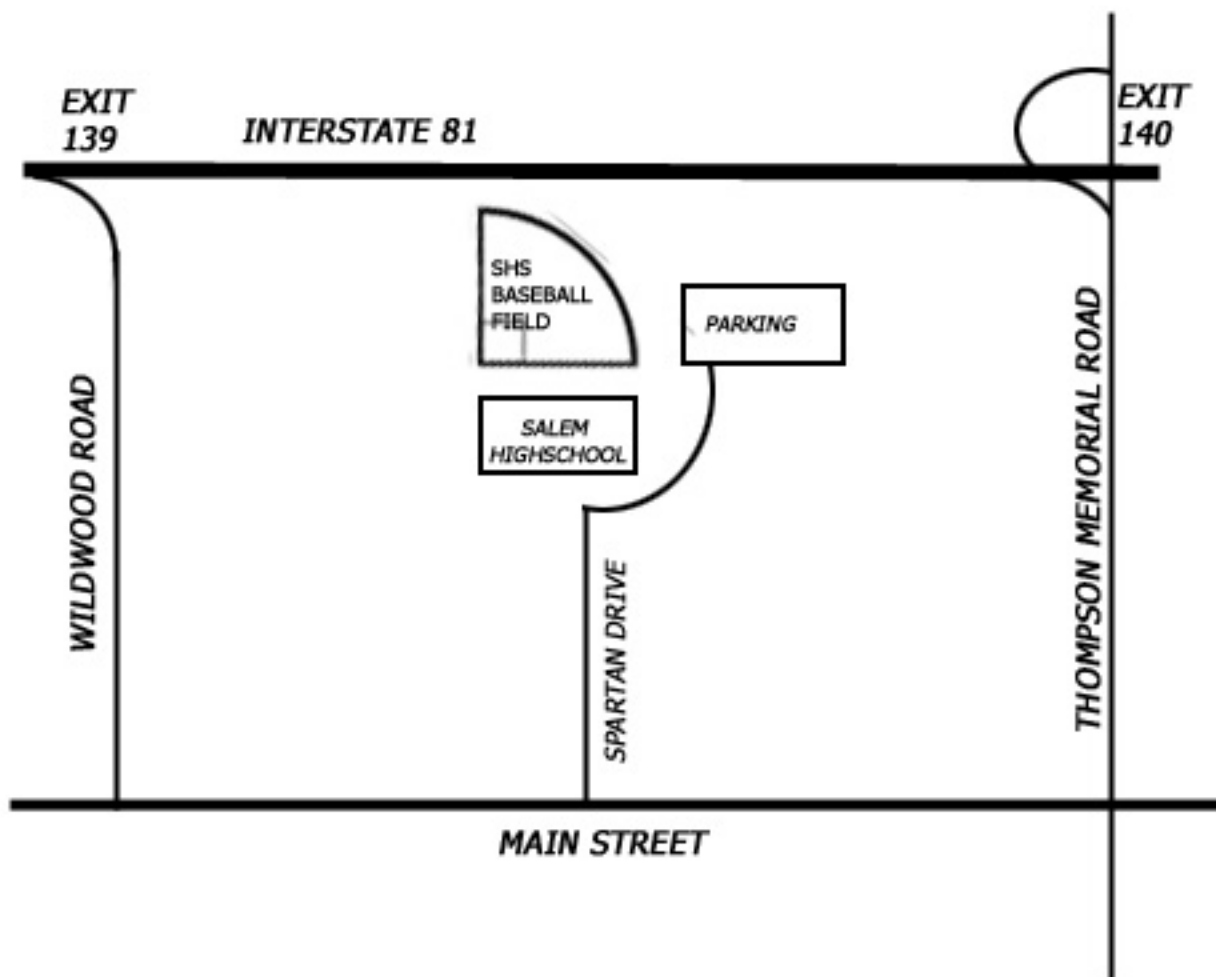 EXIT
139
INTERSTATE 81
EXIT
140
SHS
BASEBALL
FIELD
PARKING
SALEM
HIGHSCHOOL
WILDWOOD ROAD
SPARTAN DRIVE
THOMPSON MEMORIAL ROAD
MAIN STREET